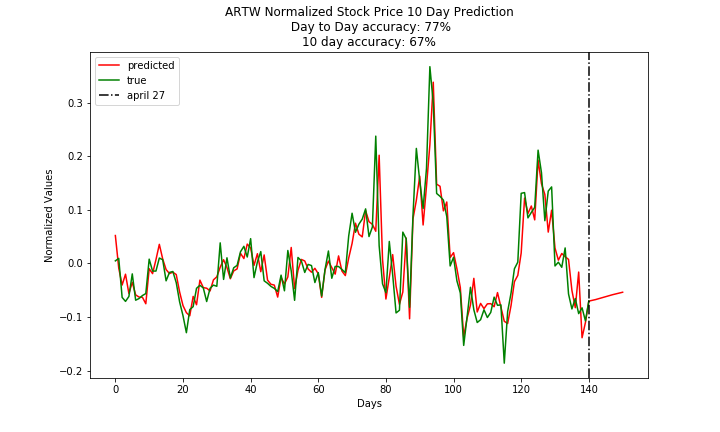 ARTW Normalized Stock Price 10 Day Prediction
Day to Day accuracy: 77%
10 day accuracy: 67%
predicted
true
april 27
Normalized Values
0.3
0.2
0.1
0.0
−0.1
−0.2
0 20 40 60 80 100 120 140
Days